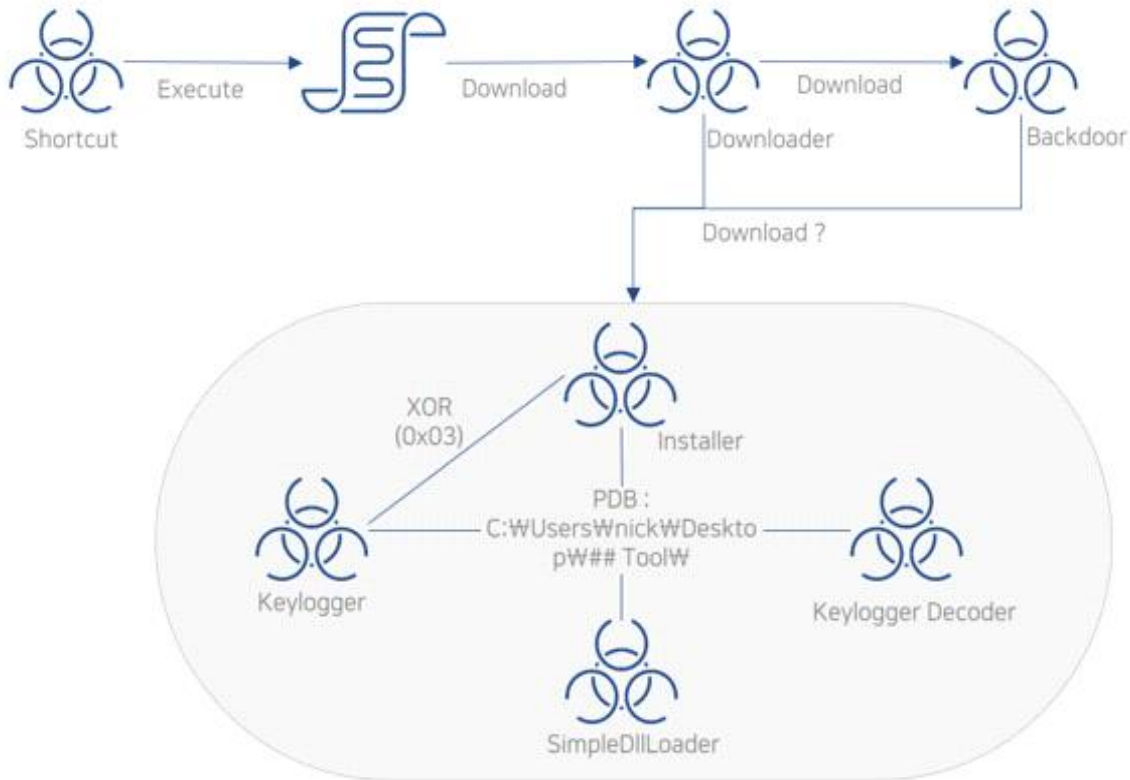 Execute
Download
Download
Shortcut
Downloader
Backdoor
Download ?
XOR
(0x03)
Installer
PDB :
C:₩Users₩nick₩Deskto
p₩## Tool₩
Keylogger
Keylogger Decoder
SimpleDllLoader